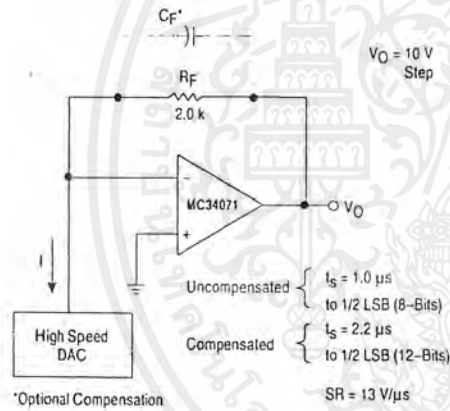 CF*
VO = 10 V
Step
RF
2.0 k
–
MC34071
+
VO
I
High Speed
DAC
Uncompensated { ts = 1.0 µs
to 1/2 LSB (8–Bits)
Compensated { ts = 2.2 µs
to 1/2 LSB (12–Bits)
*Optional Compensation
SR = 13 V/µs